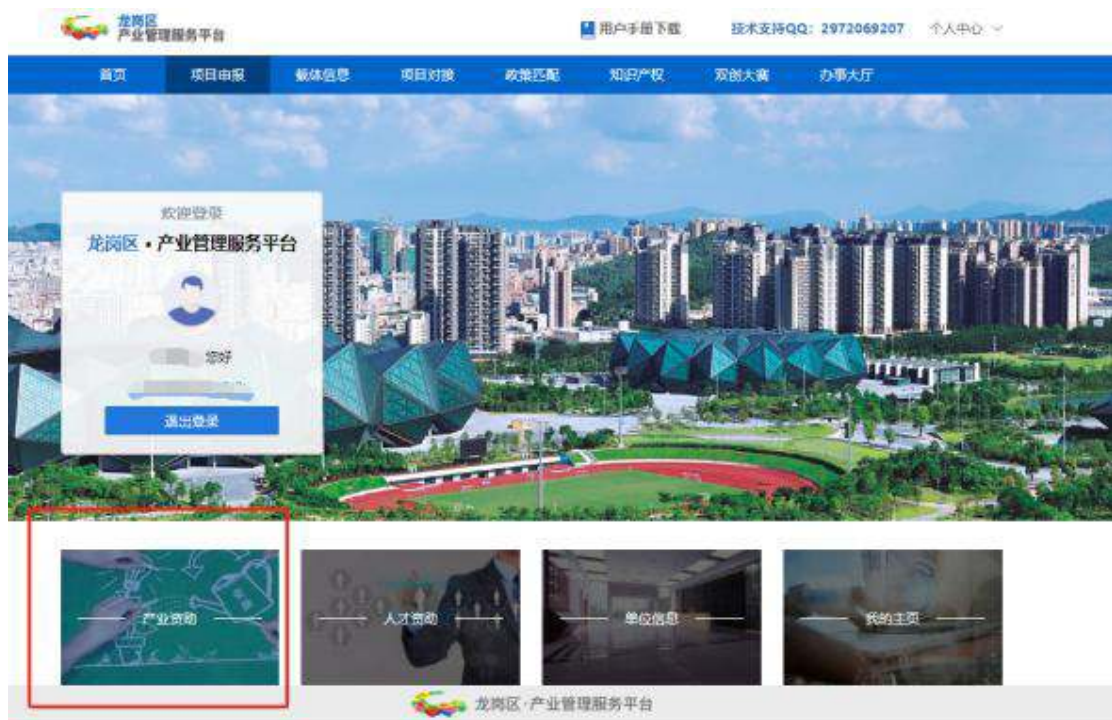 龙岗区
产业管理服务平台
用户手册下载 技术支持QQ：2972069207 个人中心
首页 项目申报 载体信息 项目对接 政策匹配 知识产权 双创大赛 办事大厅
欢迎登录
龙岗区·产业管理服务平台
您好
退出登录
产业资助 人才资助 单位信息 我的主页
龙岗区·产业管理服务平台